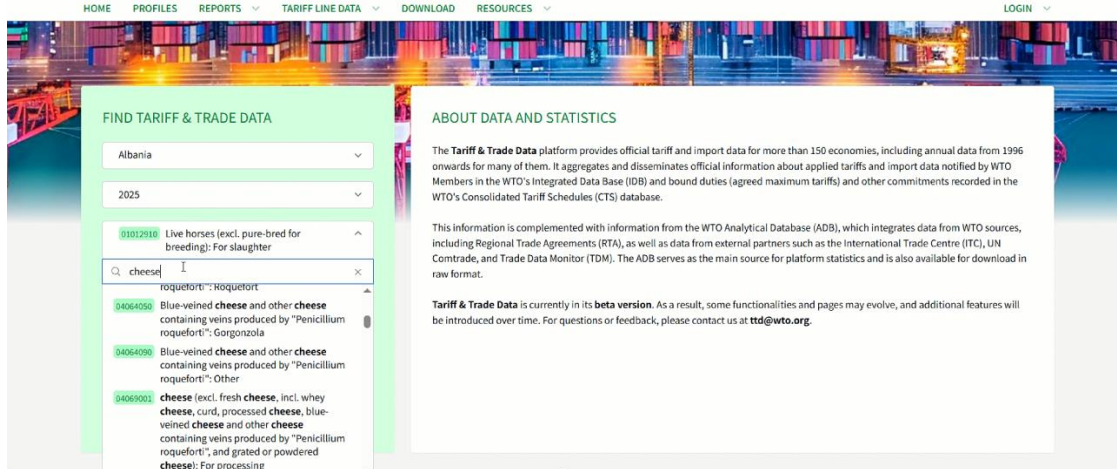 HOME PROFILES REPORTS TARIFF LINE DATA DOWNLOAD RESOURCES LOGIN
FIND TARIFF & TRADE DATA
Albania
2025
01012910 Live horses (excl. pure-bred for
breeding): For slaughter
cheese
roqueforti": Roquefort
04064050 Blue-veined cheese and other cheese
containing veins produced by "Penicillium
roqueforti": Gorgonzola
04064090 Blue-veined cheese and other cheese
containing veins produced by "Penicillium
roqueforti": Other
04069001 cheese (excl. fresh cheese, incl. whey
cheese, curd, processed cheese, blue-
veined cheese and other cheese
containing veins produced by "Penicillium
roqueforti", and grated or powdered
cheese): For processing
ABOUT DATA AND STATISTICS
The Tariff & Trade Data platform provides official tariff and import data for more than 150 economies, including annual data from 1996
onwards for many of them. It aggregates and disseminates official information about applied tariffs and import data notified by WTO
Members in the WTO's Integrated Data Base (IDB) and bound duties (agreed maximum tariffs) and other commitments recorded in the
WTO's Consolidated Tariff Schedules (CTS) database.
This information is complemented with information from the WTO Analytical Database (ADB), which integrates data from WTO sources,
including Regional Trade Agreements (RTA), as well as data from external partners such as the International Trade Centre (ITC), UN
Comtrade, and Trade Data Monitor (TDM). The ADB serves as the main source for platform statistics and is also available for download in
raw format.
Tariff & Trade Data is currently in its beta version. As a result, some functionalities and pages may evolve, and additional features will
be introduced over time. For questions or feedback, please contact us at ttd@wto.org.